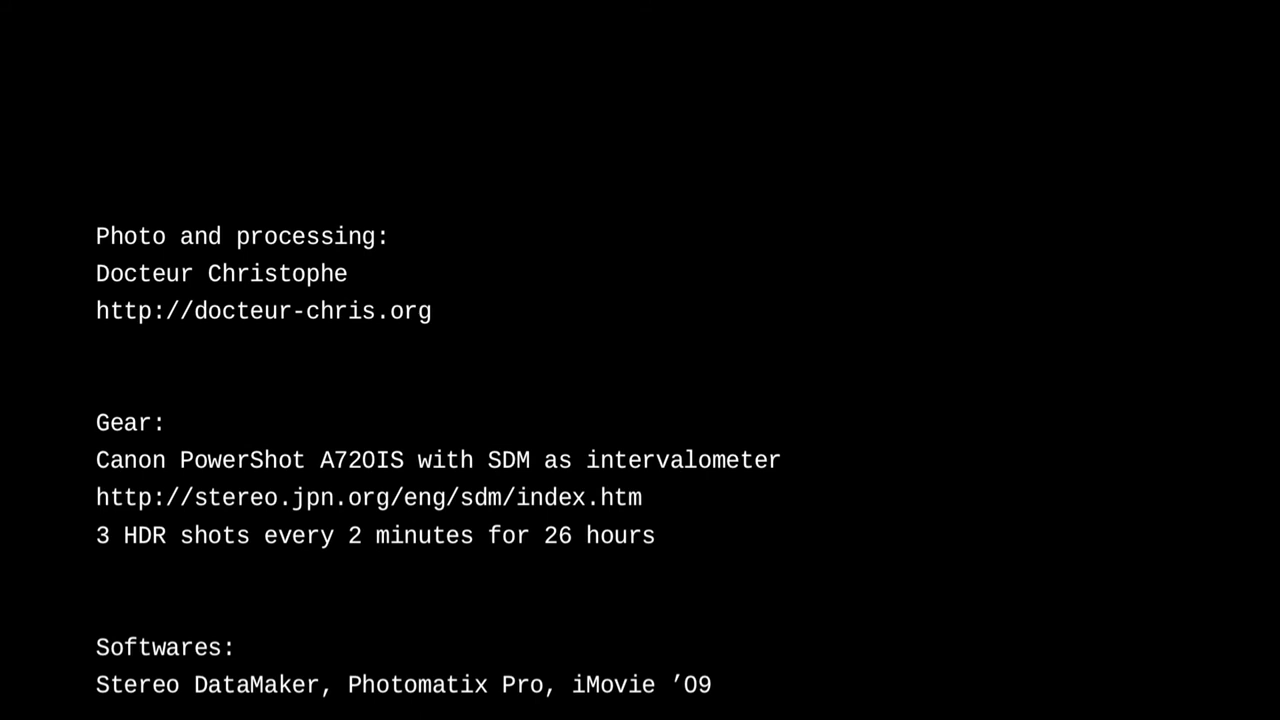 Photo and processing:
Docteur Christophe
http://docteur-chris.org
Gear:
Canon PowerShot A720IS with SDM as intervalometer
http://stereo.jpn.org/eng/sdm/index.htm
3 HDR shots every 2 minutes for 26 hours
Softwares:
Stereo DataMaker, Photomatix Pro, iMovie ’09